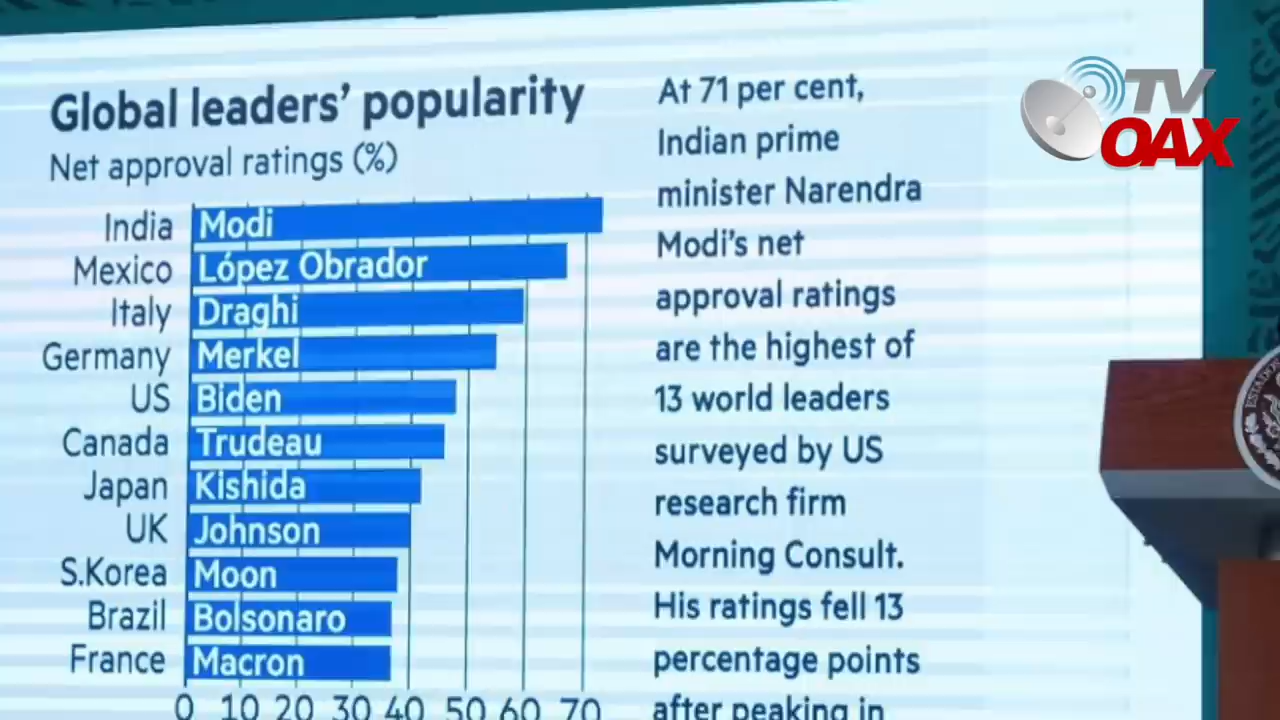 Global leaders' popularity
Net approval ratings (%)
India Modi
Mexico López Obrador
Italy Draghi
Germany Merkel
US Biden
Canada Trudeau
Japan Kishida
UK Johnson
S.Korea Moon
Brazil Bolsonaro
France Macron
0 10 20 30 40 50 60 70
At 71 per cent,
Indian prime
minister Narendra
Modi's net
approval ratings
are the highest of
13 world leaders
surveyed by US
research firm
Morning Consult.
His ratings fell 13
percentage points
after peaking in
TV
OAX